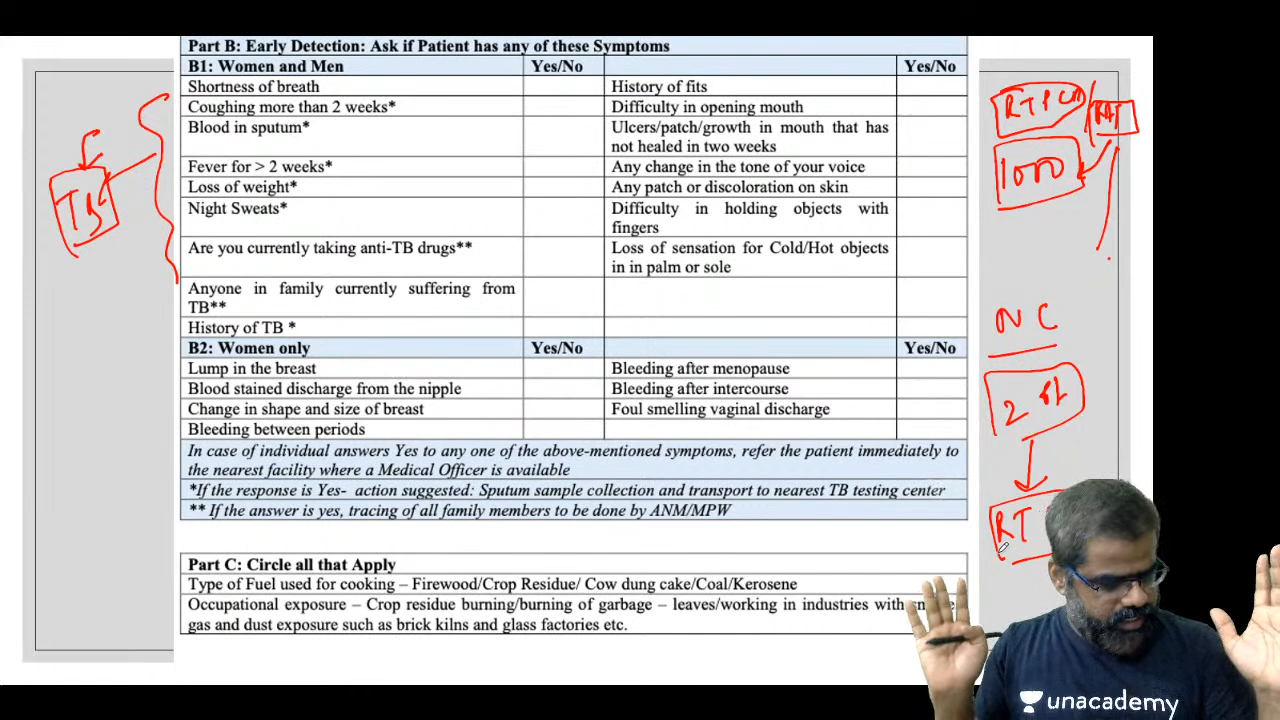 Part B: Early Detection: Ask if Patient has any of these Symptoms
B1: Women and Men Yes/No Yes/No
Shortness of breath History of fits
Coughing more than 2 weeks* Difficulty in opening mouth
Blood in sputum* Ulcers/patch/growth in mouth that has
not healed in two weeks
Fever for > 2 weeks* Any change in the tone of your voice
Loss of weight* Any patch or discoloration on skin
Night Sweats* Difficulty in holding objects with
fingers
Are you currently taking anti-TB drugs** Loss of sensation for Cold/Hot objects
in in palm or sole
Anyone in family currently suffering from
TB**
History of TB *
B2: Women only Yes/No Yes/No
Lump in the breast Bleeding after menopause
Blood stained discharge from the nipple Bleeding after intercourse
Change in shape and size of breast Foul smelling vaginal discharge
Bleeding between periods
In case of individual answers Yes to any one of the above-mentioned symptoms, refer the patient immediately to
the nearest facility where a Medical Officer is available
*If the response is Yes- action suggested: Sputum sample collection and transport to nearest TB testing center
** If the answer is yes, tracing of all family members to be done by ANM/MPW
Part C: Circle all that Apply
Type of Fuel used for cooking – Firewood/Crop Residue/ Cow dung cake/Coal/Kerosene
Occupational exposure – Crop residue burning/burning of garbage – leaves/working in industries with
gas and dust exposure such as brick kilns and glass factories etc.
TB
RAT
1000
NC
2
RT
unacademy